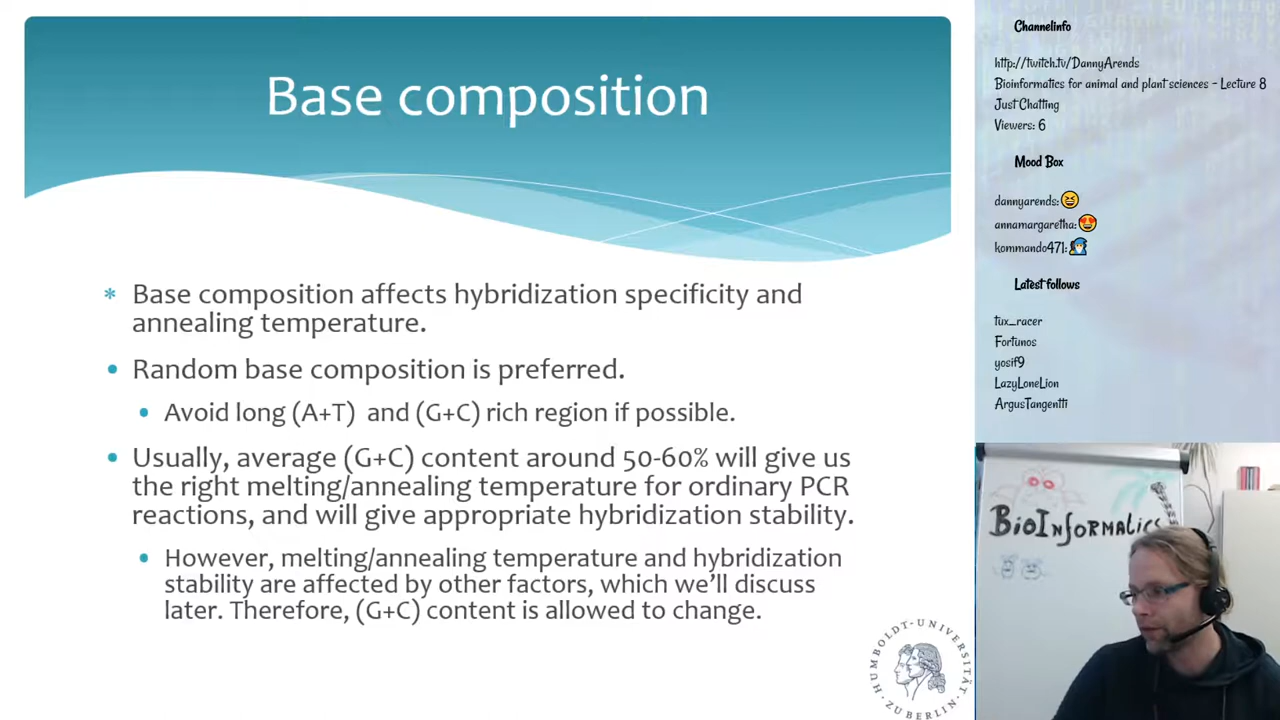 Base composition
Base composition affects hybridization specificity and
annealing temperature.
Random base composition is preferred.
Avoid long (A+T) and (G+C) rich region if possible.
Usually, average (G+C) content around 50-60% will give us
the right melting/annealing temperature for ordinary PCR
reactions, and will give appropriate hybridization stability.
However, melting/annealing temperature and hybridization
stability are affected by other factors, which we'll discuss
later. Therefore, (G+C) content is allowed to change.
HUMBOLDT-UNIVERSITÄT
ZU BERLIN
Channelinfo
http://twitch.tv/DannyArends
Bioinformatics for animal and plant sciences - Lecture 8
Just Chatting
Viewers: 6
Mood Box
dannyarends:
annamargaretha:
kommando471:
Latest follows
tux_racer
Fortunos
yosif9
LazyLoneLion
ArgusTangentti
BioInformatics